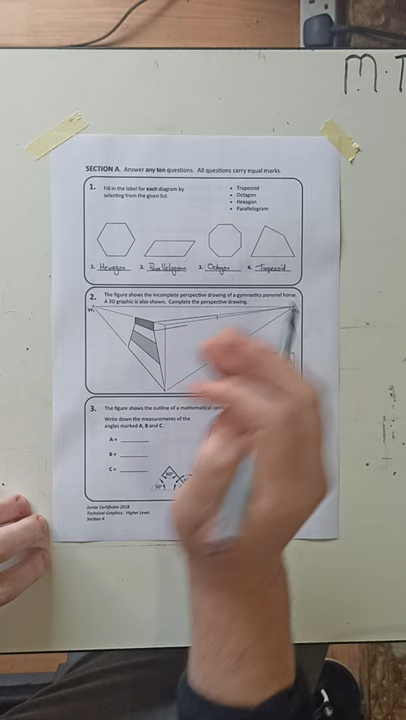 M.T
SECTION A. Answer any ten questions. All questions carry equal marks.
1. Fill in the label for each diagram by selecting from the given list.
• Trapezoid
• Octagon
• Hexagon
• Parallelogram
1. Hexagon 2. 3. Octagon 4. Trapezoid
2. The figure shows the incomplete perspective drawing of a gymnastics pommel horse.
A 3D graphic is also shown. Complete the perspective drawing.
3. The figure shows the outline of a mathematical
Write down the measurements of the
angles marked A, B and C.
A =
B =
C =
Junior Certificate 2018
Technical Graphics - Higher Level
Section A